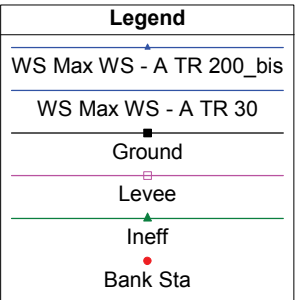 Legend
WS Max WS - A TR 200_bis
WS Max WS - A TR 30
Ground
Levee
Ineff
Bank Sta